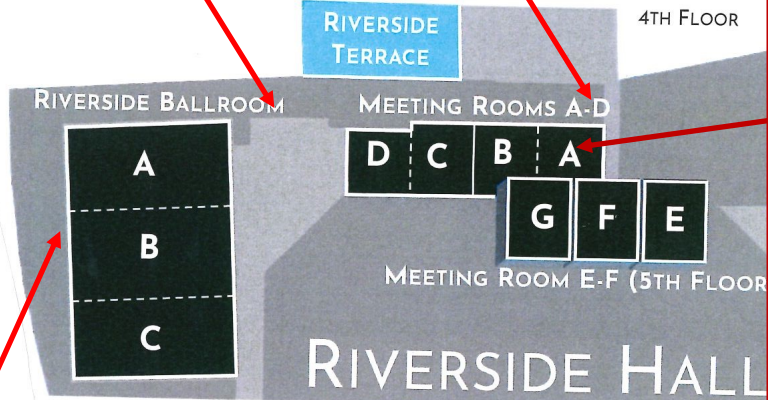 RIVERSIDE
TERRACE
4TH FLOOR
RIVERSIDE BALLROOM
MEETING ROOMS A-D
A
B
C
D
C
B
A
G
F
E
MEETING ROOM E-F (5TH FLOOR
RIVERSIDE HALL